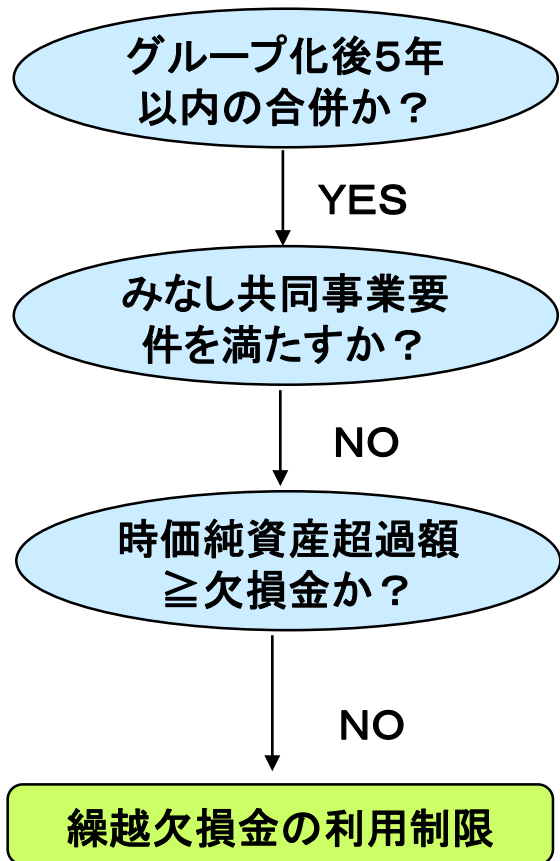 グループ化後５年
以内の合併か？
YES
みなし共同事業要
件を満たすか？
NO
時価純資産超過額
≧欠損金か？
NO
繰越欠損金の利用制限